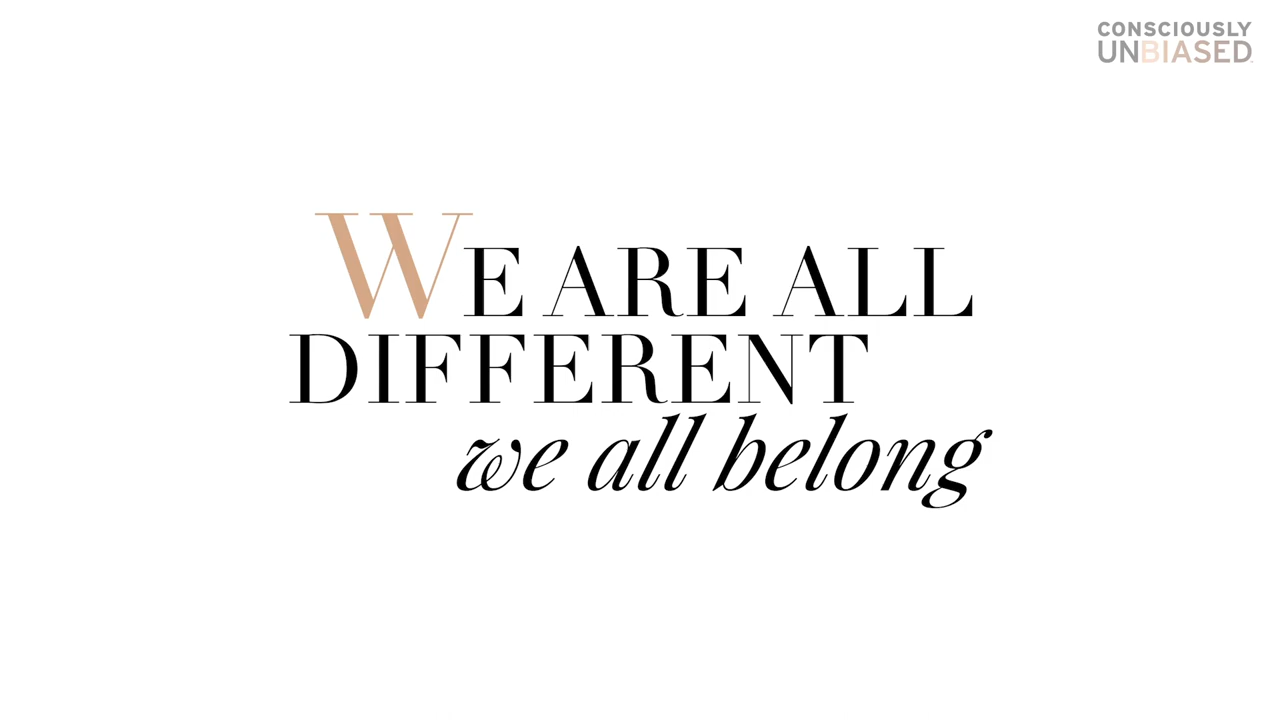 CONSCIOUSLY
UNBIASED
WE ARE ALL
DIFFERENT
we all belong